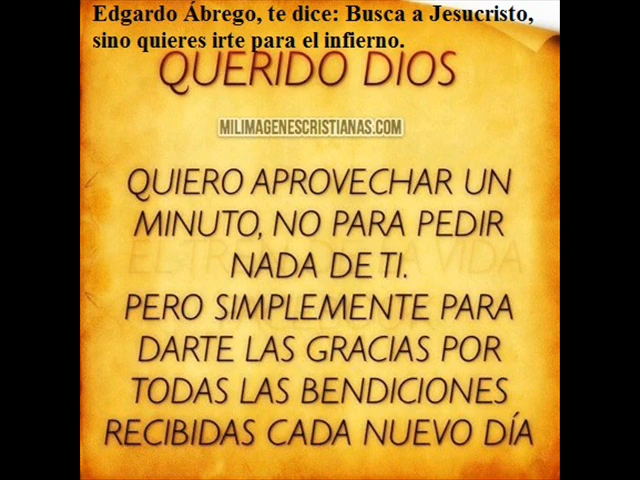 Edgardo Ábrego, te dice: Busca a Jesucristo,
sino quieres irte para el infierno.
QUERIDO DIOS
MILIMAGENESCRISTIANAS.COM
QUIERO APROVECHAR UN
MINUTO, NO PARA PEDIR
NADA DE TI.
PERO SIMPLEMENTE PARA
DARTE LAS GRACIAS POR
TODAS LAS BENDICIONES
RECIBIDAS CADA NUEVO DÍA